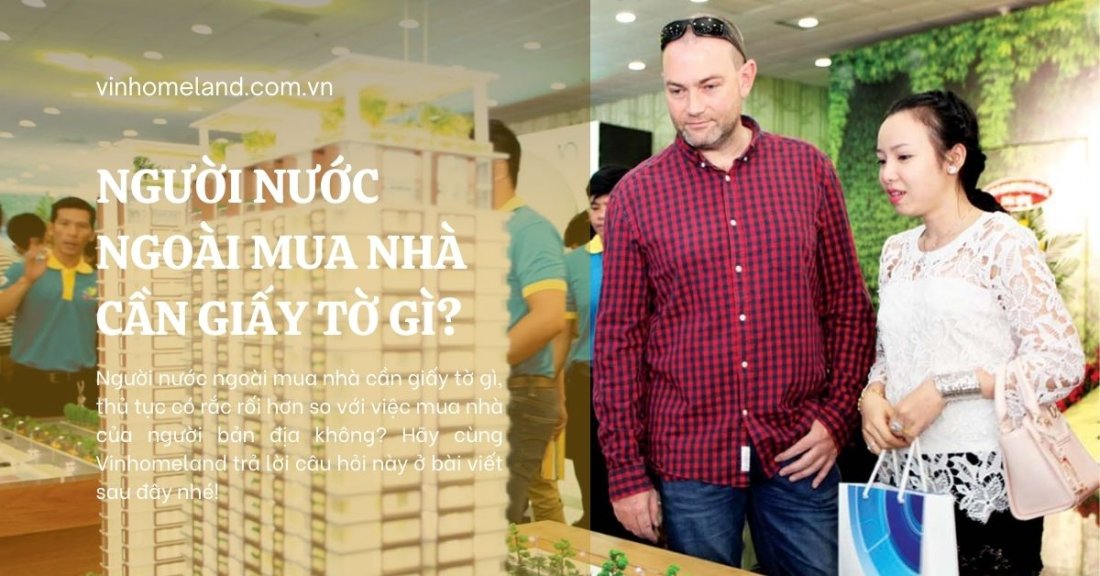 vinhomeland.com.vn
NGƯỜI NƯỚC
NGOÀI MUA NHÀ
CẦN GIẤY TỜ GÌ?
Người nước ngoài mua nhà cần giấy tờ gì,
thủ tục có rắc rối hơn so với việc mua nhà
của người bản địa không? Hãy cùng
Vinhomeland trả lời câu hỏi này ở bài viết
sau đây nhé!